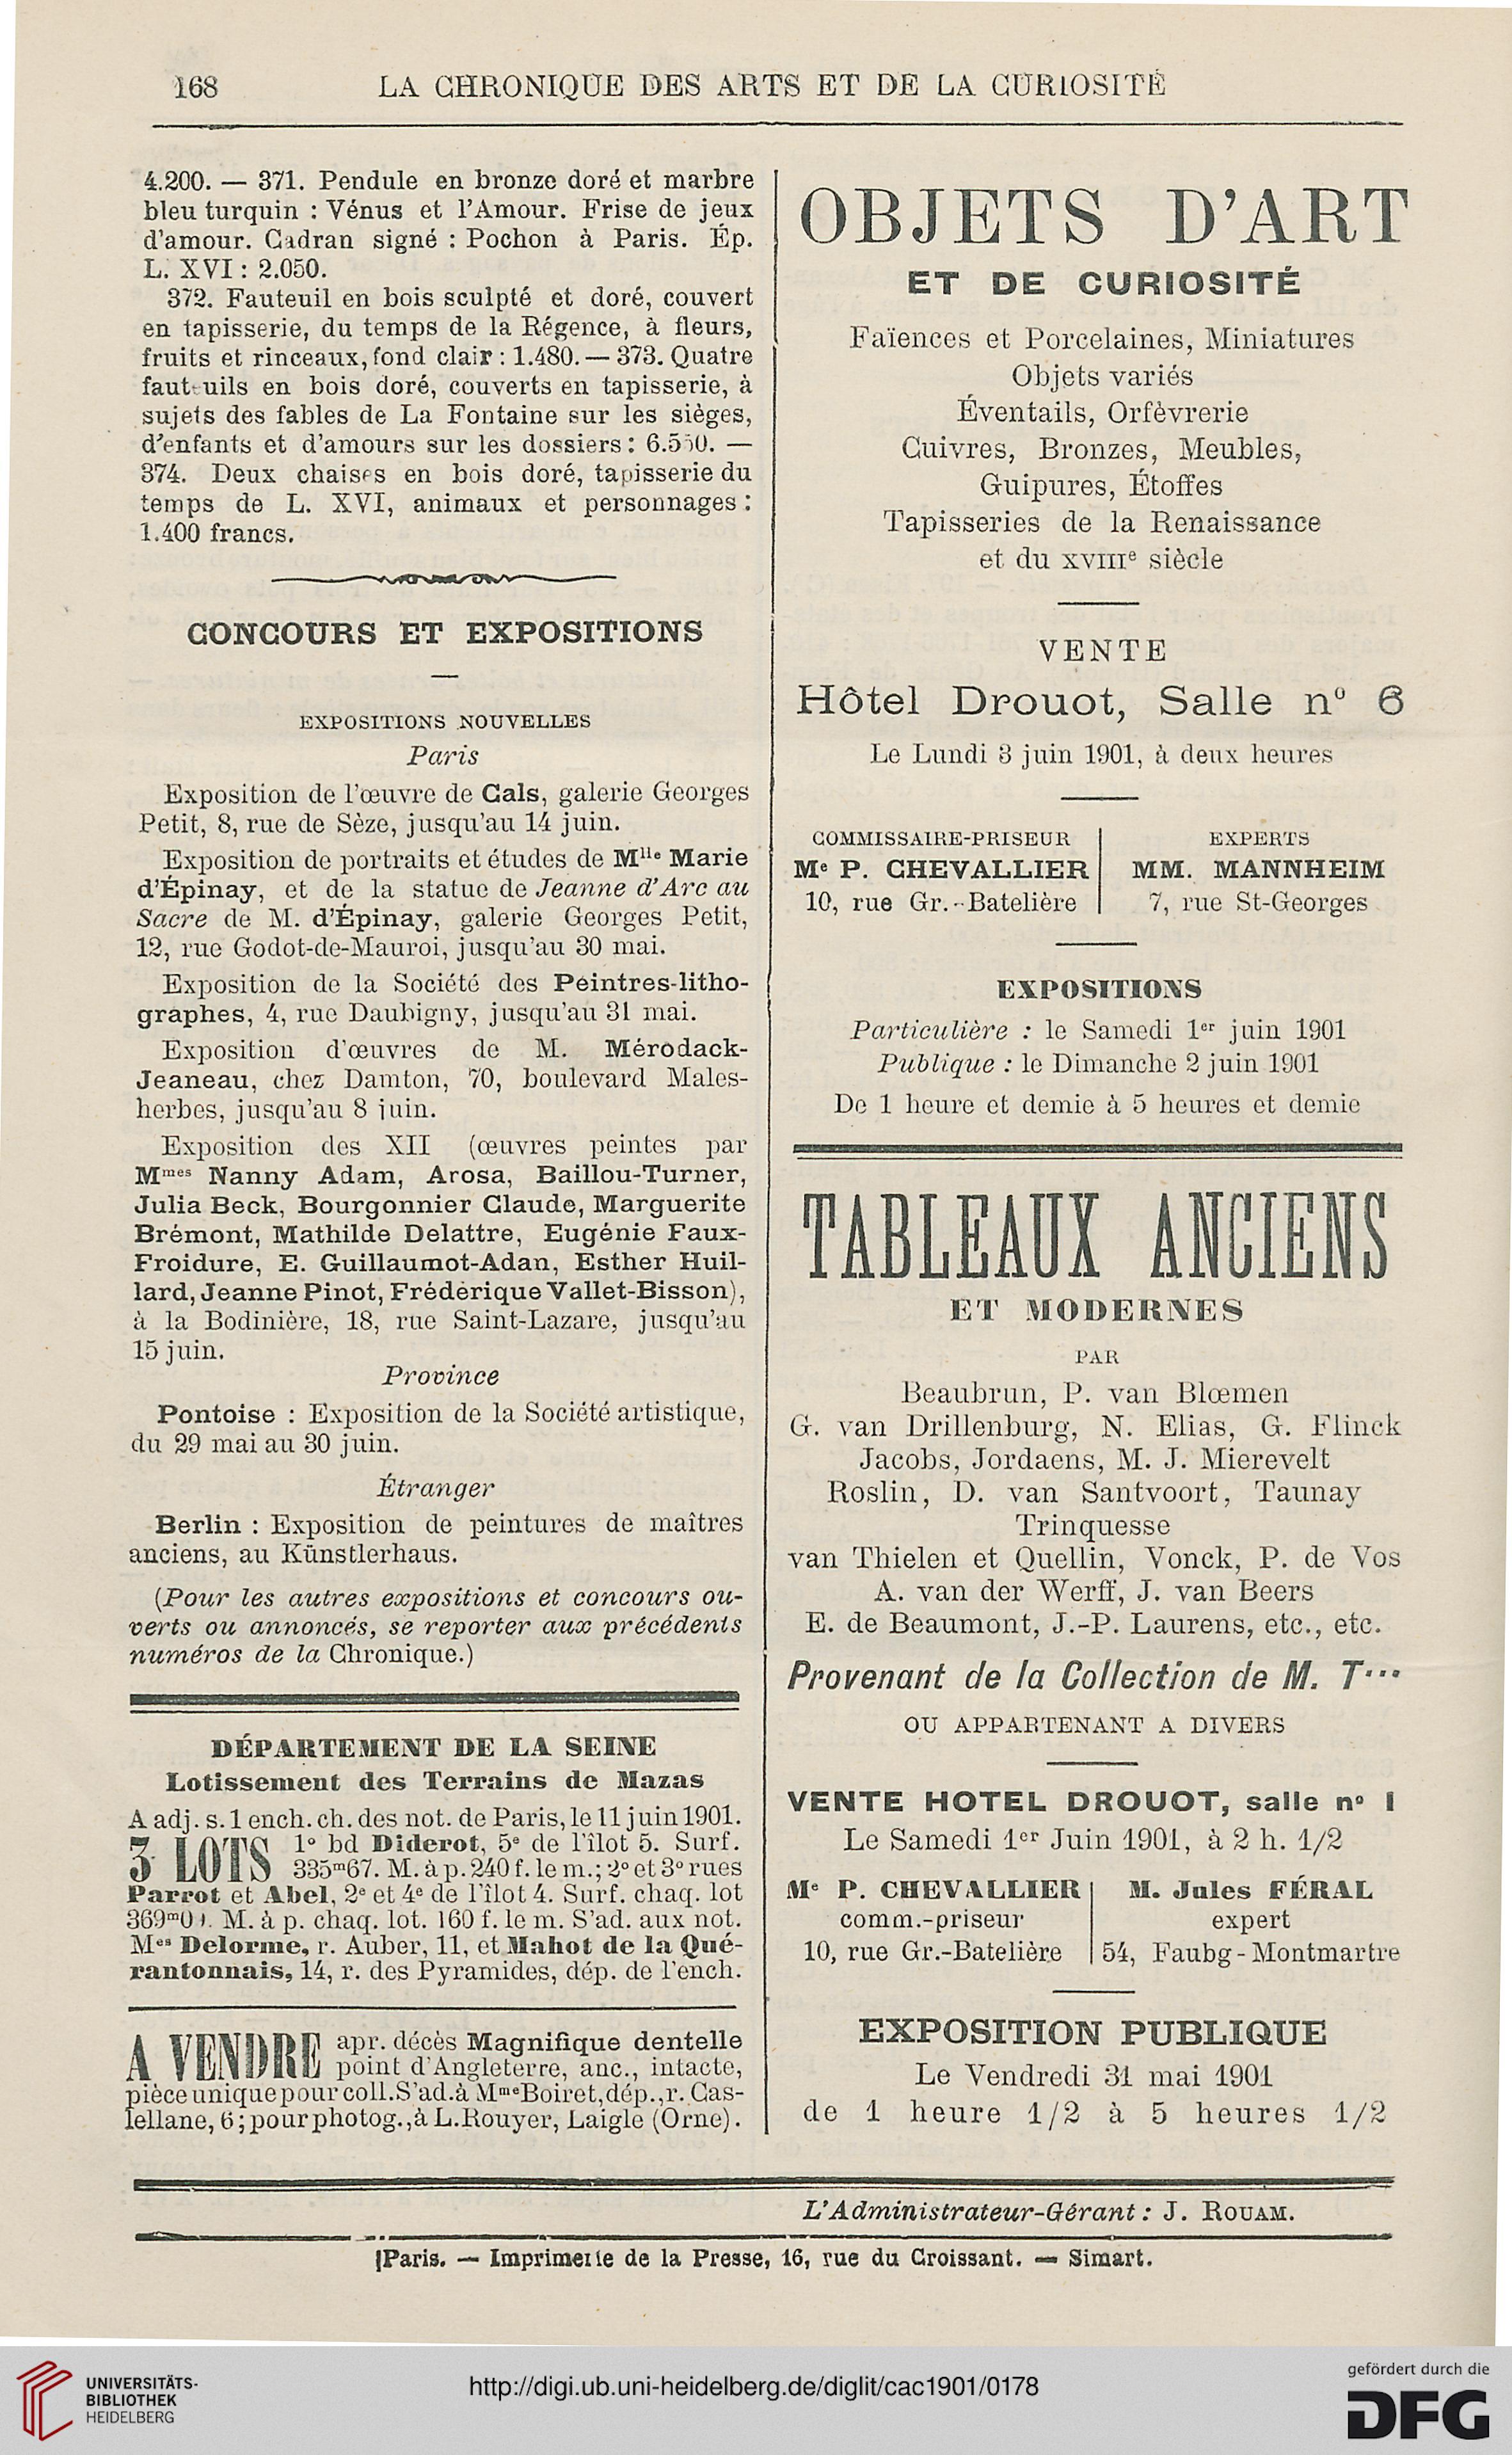 168
LA CHRONIQUE DES ARTS ET DE LA CURIOSITÉ
4.200. — 371. Pendule en bronze doré et marbre
bleu turquin : Vénus et l'Amour. Frise de jeux
d'amour. Cadran signé : Pochon à Paris. Ép.
L. XVI : 2.050.
372. Fauteuil en bois sculpté et doré, couvert
en tapisserie, du temps de la Régence, à fleurs,
fruits et rinceaux, fond clair : 1.480. — 373. Quatre
fauteuils en bois doré, couverts en tapisserie, à
sujets des fables de La Fontaine sur les sièges,
d'enfants et d'amours sur les dossiers : 6.550. —
374. Deux chaises en bois doré, tapisserie du
temps de L. XVI, animaux et personnages :
1.400 francs.
CONCOURS ET EXPOSITIONS
EXPOSITIONS NOUVELLES
Paris
Exposition de l'œuvre de Cals, galerie Georges
Petit, 8, rue de Sèze, jusqu'au 14 juin.
Exposition de portraits et études de Mlle Marie
d'Épinay, et de la statue de Jeanne d'Arc au
Sacre de M. d'Épinay, galerie Georges Petit,
12, rue Godot-de-Mauroi, jusqu'au 30 mai.
Exposition de la Société des Peintres-litho-
graphes, 4, rue Daubigny, jusqu'au 31 mai.
Exposition d'œuvres de M. Mérodack-
Jeaneau, chez Damton, 70, boulevard Males-
herbes, jusqu'au 8 juin.
Exposition des XII (œuvres peintes par
Mmes Nanny Adam, Arosa, Baillou-Turner,
Julia Beck, Bourgonnier Claude, Marguerite
Brémont, Mathilde Delattre, Eugénie Faux-
Froidure, E. Guillaumot-Adan, Esther Huil-
lard, Jeanne Pinot, Frédérique Vallet-Bisson),
à la Bodinière, 18, rue Saint-Lazare, jusqu'au
15 juin.
Province
Pontoise : Exposition de la Société artistique,
du 29 mai au 30 juin.
Étranger
Berlin : Exposition de peintures de maîtres
anciens, au Künstlerhaus.
(Pour les autres expositions et concours ou-
verts ou annoncés, se reporter aux précédents
numéros de la Chronique.)
DÉPARTEMENT DE LA SEINE
Lotissement des Terrains de Mazas
A adj. s. 1 ench. ch. des not. de Paris, le 11 juin 1901.
3 LOTS 1° bd Diderot, 5e de l'îlot 5. Surf.
335m67. M. à p. 240 f. le m.; 2° et 3° rues
Parrot et Abel, 2e et 4e de l'îlot 4. Surf. chaq. lot
M. à p. chaq. lot. 160 f. le m. S'ad. aux not.
Mes Delorme, r. Auber, 11, et Mahot de la Qué-
rantonnais, 14, r. des Pyramides, dép. de l'ench.
A VENDRE apr. décès Magnifique dentelle
point d'Angleterre, anc., intacte,
pièce unique pour coll. S'ad. à Mme Boiret, dép., r. Cas-
tellane, 6; pour photog., à L. Rouyer, Laigle (Orne).
OBJETS D'ART
ET DE CURIOSITÉ
Faïences et Porcelaines, Miniatures
Objets variés
Éventails, Orfèvrerie
Cuivres, Bronzes, Meubles,
Guipures, Étoffes
Tapisseries de la Renaissance
et du XVIIIe siècle
VENTE
Hôtel Drouot, Salle n° 6
Le Lundi 3 juin 1901, à deux heures
COMMISSAIRE-PRISEUR
Me P. CHEVALLIER
10, rue Gr.-Batelière
EXPERTS
MM. MANNHEIM
7, rue St-Georges
EXPOSITIONS
Particulière : le Samedi 1er juin 1901
Publique : le Dimanche 2 juin 1901
De 1 heure et demie à 5 heures et demie
TABLEAUX ANCIENS
ET MODERNES
PAR
Beaubrun, P. van Blœmen
G. van Drillenburg, N. Elias, G. Flinck
Jacobs, Jordaens, M. J. Mierevelt
Roslin, D. van Santvoort, Taunay
Trinquesse
van Thielen et Quellin, Vonck, P. de Vos
A. van der Werff, J. van Beers
E. de Beaumont, J.-P. Laurens, etc., etc.
Provenant de la Collection de M. T···
OU APPARTENANT A DIVERS
VENTE HOTEL DROUOT, salle n° 1
Le Samedi 1er Juin 1901, à 2 h. 1/2
Me P. CHEVALLIER
comm.-priseur
10, rue Gr.-Batelière
M. Jules FÉRAL
expert
54, Faubg-Montmartre
EXPOSITION PUBLIQUE
Le Vendredi 31 mai 1901
de 1 heure 1/2 à 5 heures 1/2
L'Administrateur-Gérant : J. ROUAM.
Paris. — Imprimerie de la Presse, 16, rue du Croissant. — Simart.
UNIVERSITÄTS-
BIBLIOTHEK
HEIDELBERG
http://digi.ub.uni-heidelberg.de/diglit/cac1901/0178
gefördert durch die
DFG